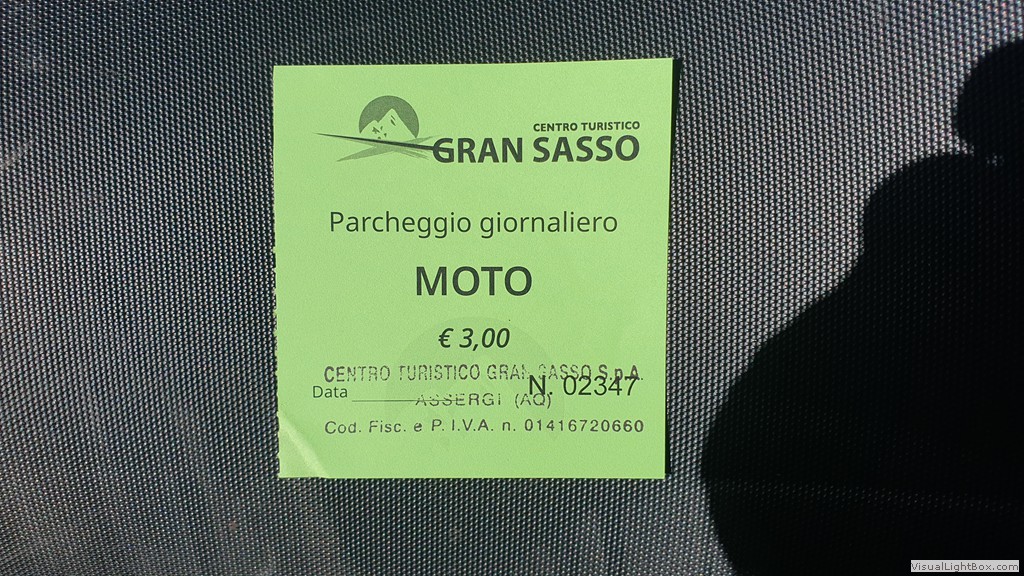 CENTRO TURISTICO
GRAN SASSO
Parcheggio giornaliero
MOTO
€ 3,00
CENTRO TURISTICO GRAN SASSO S.p.A.
Data N. 02347
ASSERGI (AQ)
Cod. Fisc. e P. I.V.A. n. 01416720660
VisualLightBox.com